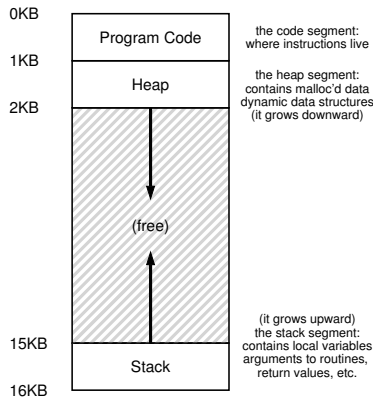 0KB
Program Code
the code segment:
where instructions live
1KB
Heap
the heap segment:
contains malloc'd data
dynamic data structures
(it grows downward)
2KB
(free)
(it grows upward)
the stack segment:
contains local variables
arguments to routines,
return values, etc.
15KB
Stack
16KB